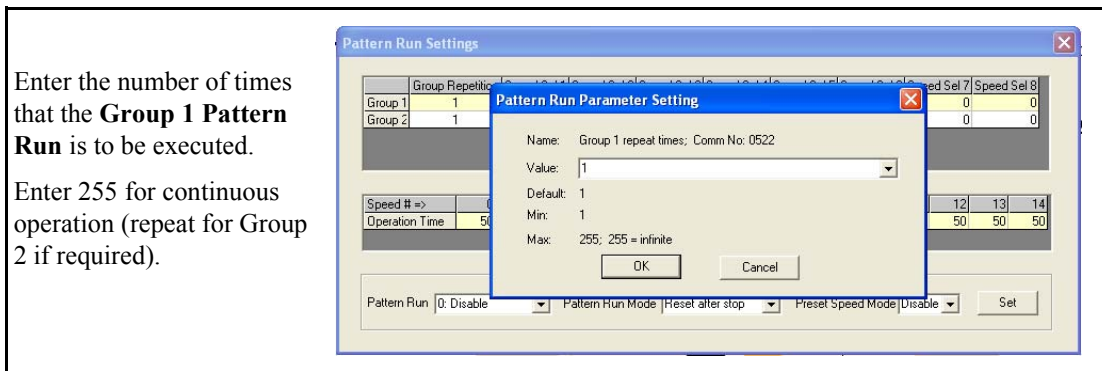 Enter the number of times
that the Group 1 Pattern
Run is to be executed.
Enter 255 for continuous
operation (repeat for Group
2 if required).
Pattern Run Settings
Group Repetitio
Sel 7 Speed Sel 8
Group 1 1 0 0
Group 2 1 0 0
Pattern Run Parameter Setting
Name: Group 1 repeat times; Comm No: 0522
Value: 1
Default: 1
Min: 1
Max: 255; 255 = infinite
OK Cancel
Speed # => 12 13 14
Operation Time 50 50 50 50
Pattern Run 0: Disable Pattern Run Mode Reset after stop Preset Speed Mode Disable Set